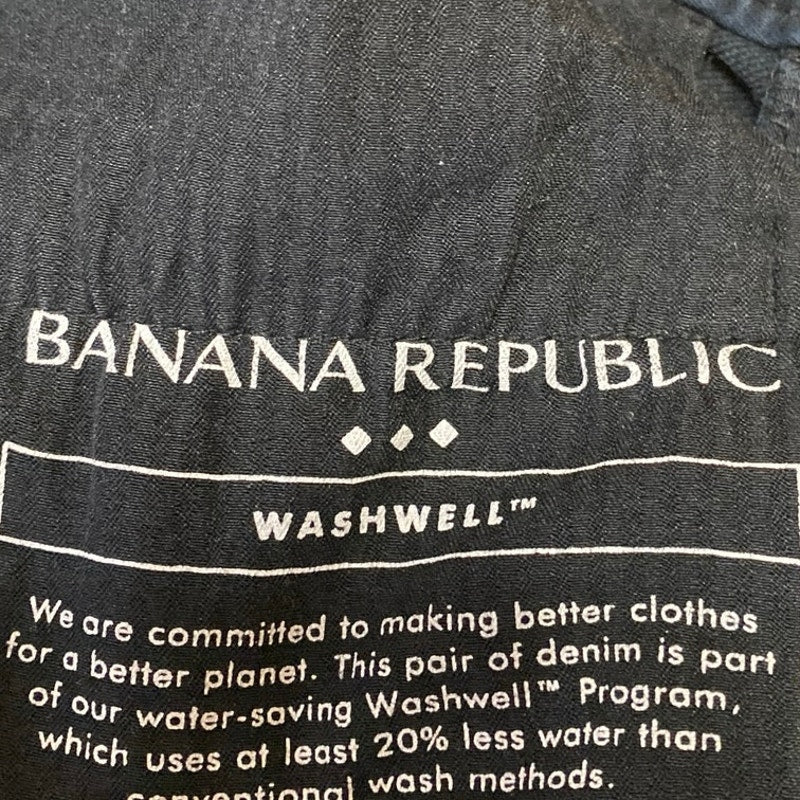 BANANA REPUBLIC
WASHWELL™
We are committed to making better clothes
for a better planet. This pair of denim is part
of our water-saving Washwell™ Program,
which uses at least 20% less water than
conventional wash methods.